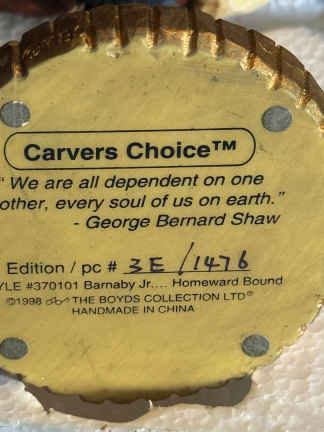 Carvers Choice™
“ We are all dependent on one
other, every soul of us on earth.”
- George Bernard Shaw
Edition / pc # 3E/1476
YLE #370101 Barnaby Jr.... Homeward Bound
©1998 THE BOYDS COLLECTION LTD®
HANDMADE IN CHINA